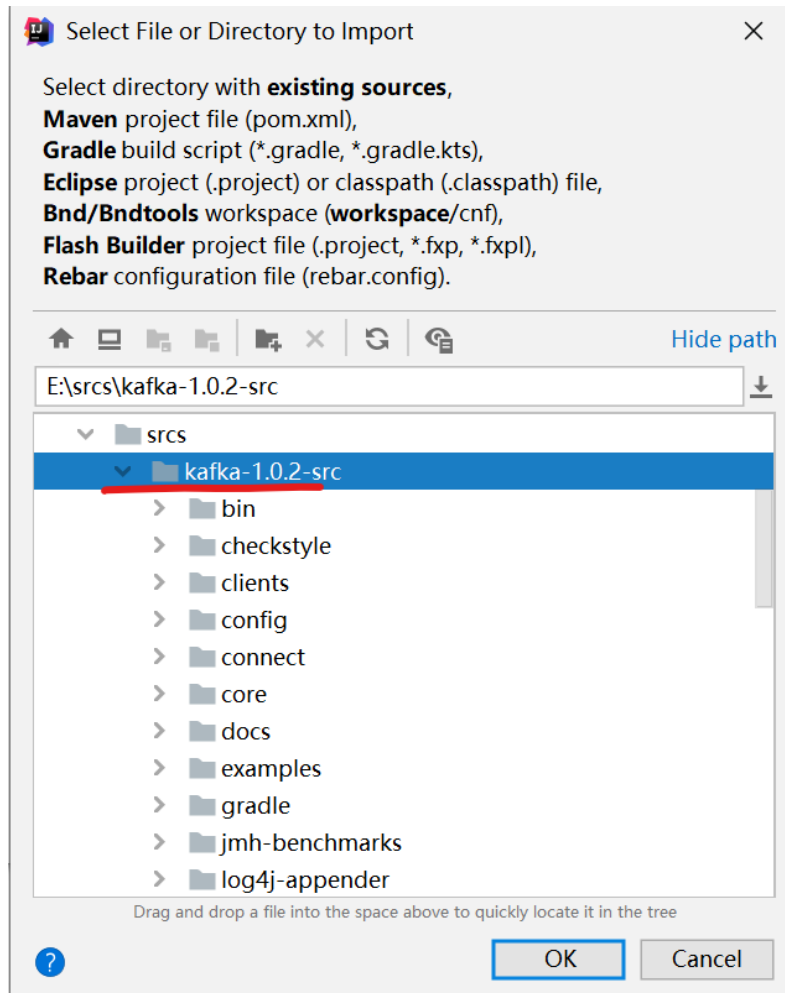 Select File or Directory to Import
Select directory with existing sources,
Maven project file (pom.xml),
Gradle build script (*.gradle, *.gradle.kts),
Eclipse project (.project) or classpath (.classpath) file,
Bnd/Bndtools workspace (workspace/cnf),
Flash Builder project file (.project, *.fxp, *.fxpl),
Rebar configuration file (rebar.config).
Hide path
E:\srcs\kafka-1.0.2-src
srcs
kafka-1.0.2-src
bin
checkstyle
clients
config
connect
core
docs
examples
gradle
jmh-benchmarks
log4j-appender
Drag and drop a file into the space above to quickly locate it in the tree
? OK Cancel